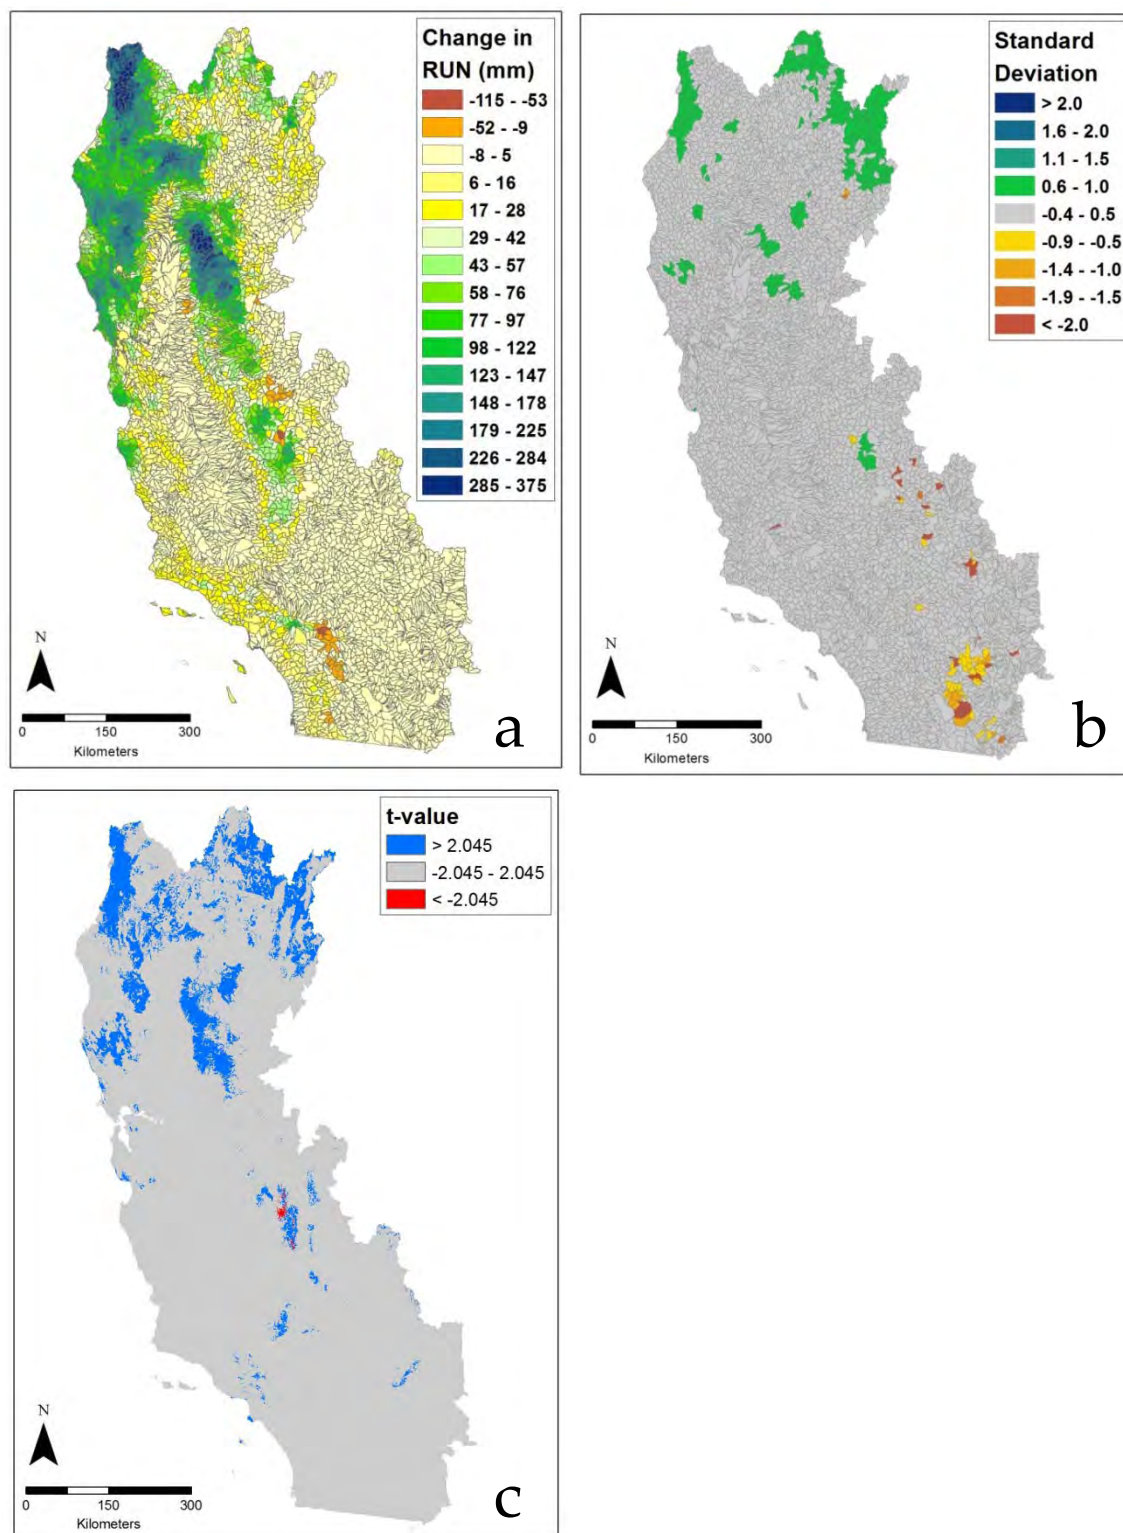 Change in
RUN (mm)
-115 - -53
-52 - -9
-8 - 5
6 - 16
17 - 28
29 - 42
43 - 57
58 - 76
77 - 97
98 - 122
123 - 147
148 - 178
179 - 225
226 - 284
285 - 375
N
0 150 300
Kilometers
a
Standard
Deviation
> 2.0
1.6 - 2.0
1.1 - 1.5
0.6 - 1.0
-0.4 - 0.5
-0.9 - -0.5
-1.4 - -1.0
-1.9 - -1.5
< -2.0
N
0 150 300
Kilometers
b
t-value
> 2.045
-2.045 - 2.045
< -2.045
N
0 150 300
Kilometers
c